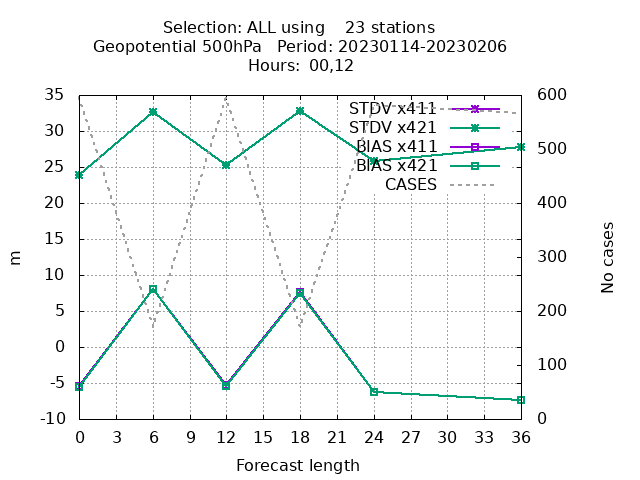 Selection: ALL using    23 stations
Geopotential 500hPa   Period: 20230114-20230206
Hours: 00,12
35
30
25
20
15
10
5
0
-5
-10
m
600
500
400
300
200
100
0
No cases
STDV x411
STDV x421
BIAS x411
BIAS x421
CASES
0 3 6 9 12 15 18 21 24 27 30 33 36
Forecast length